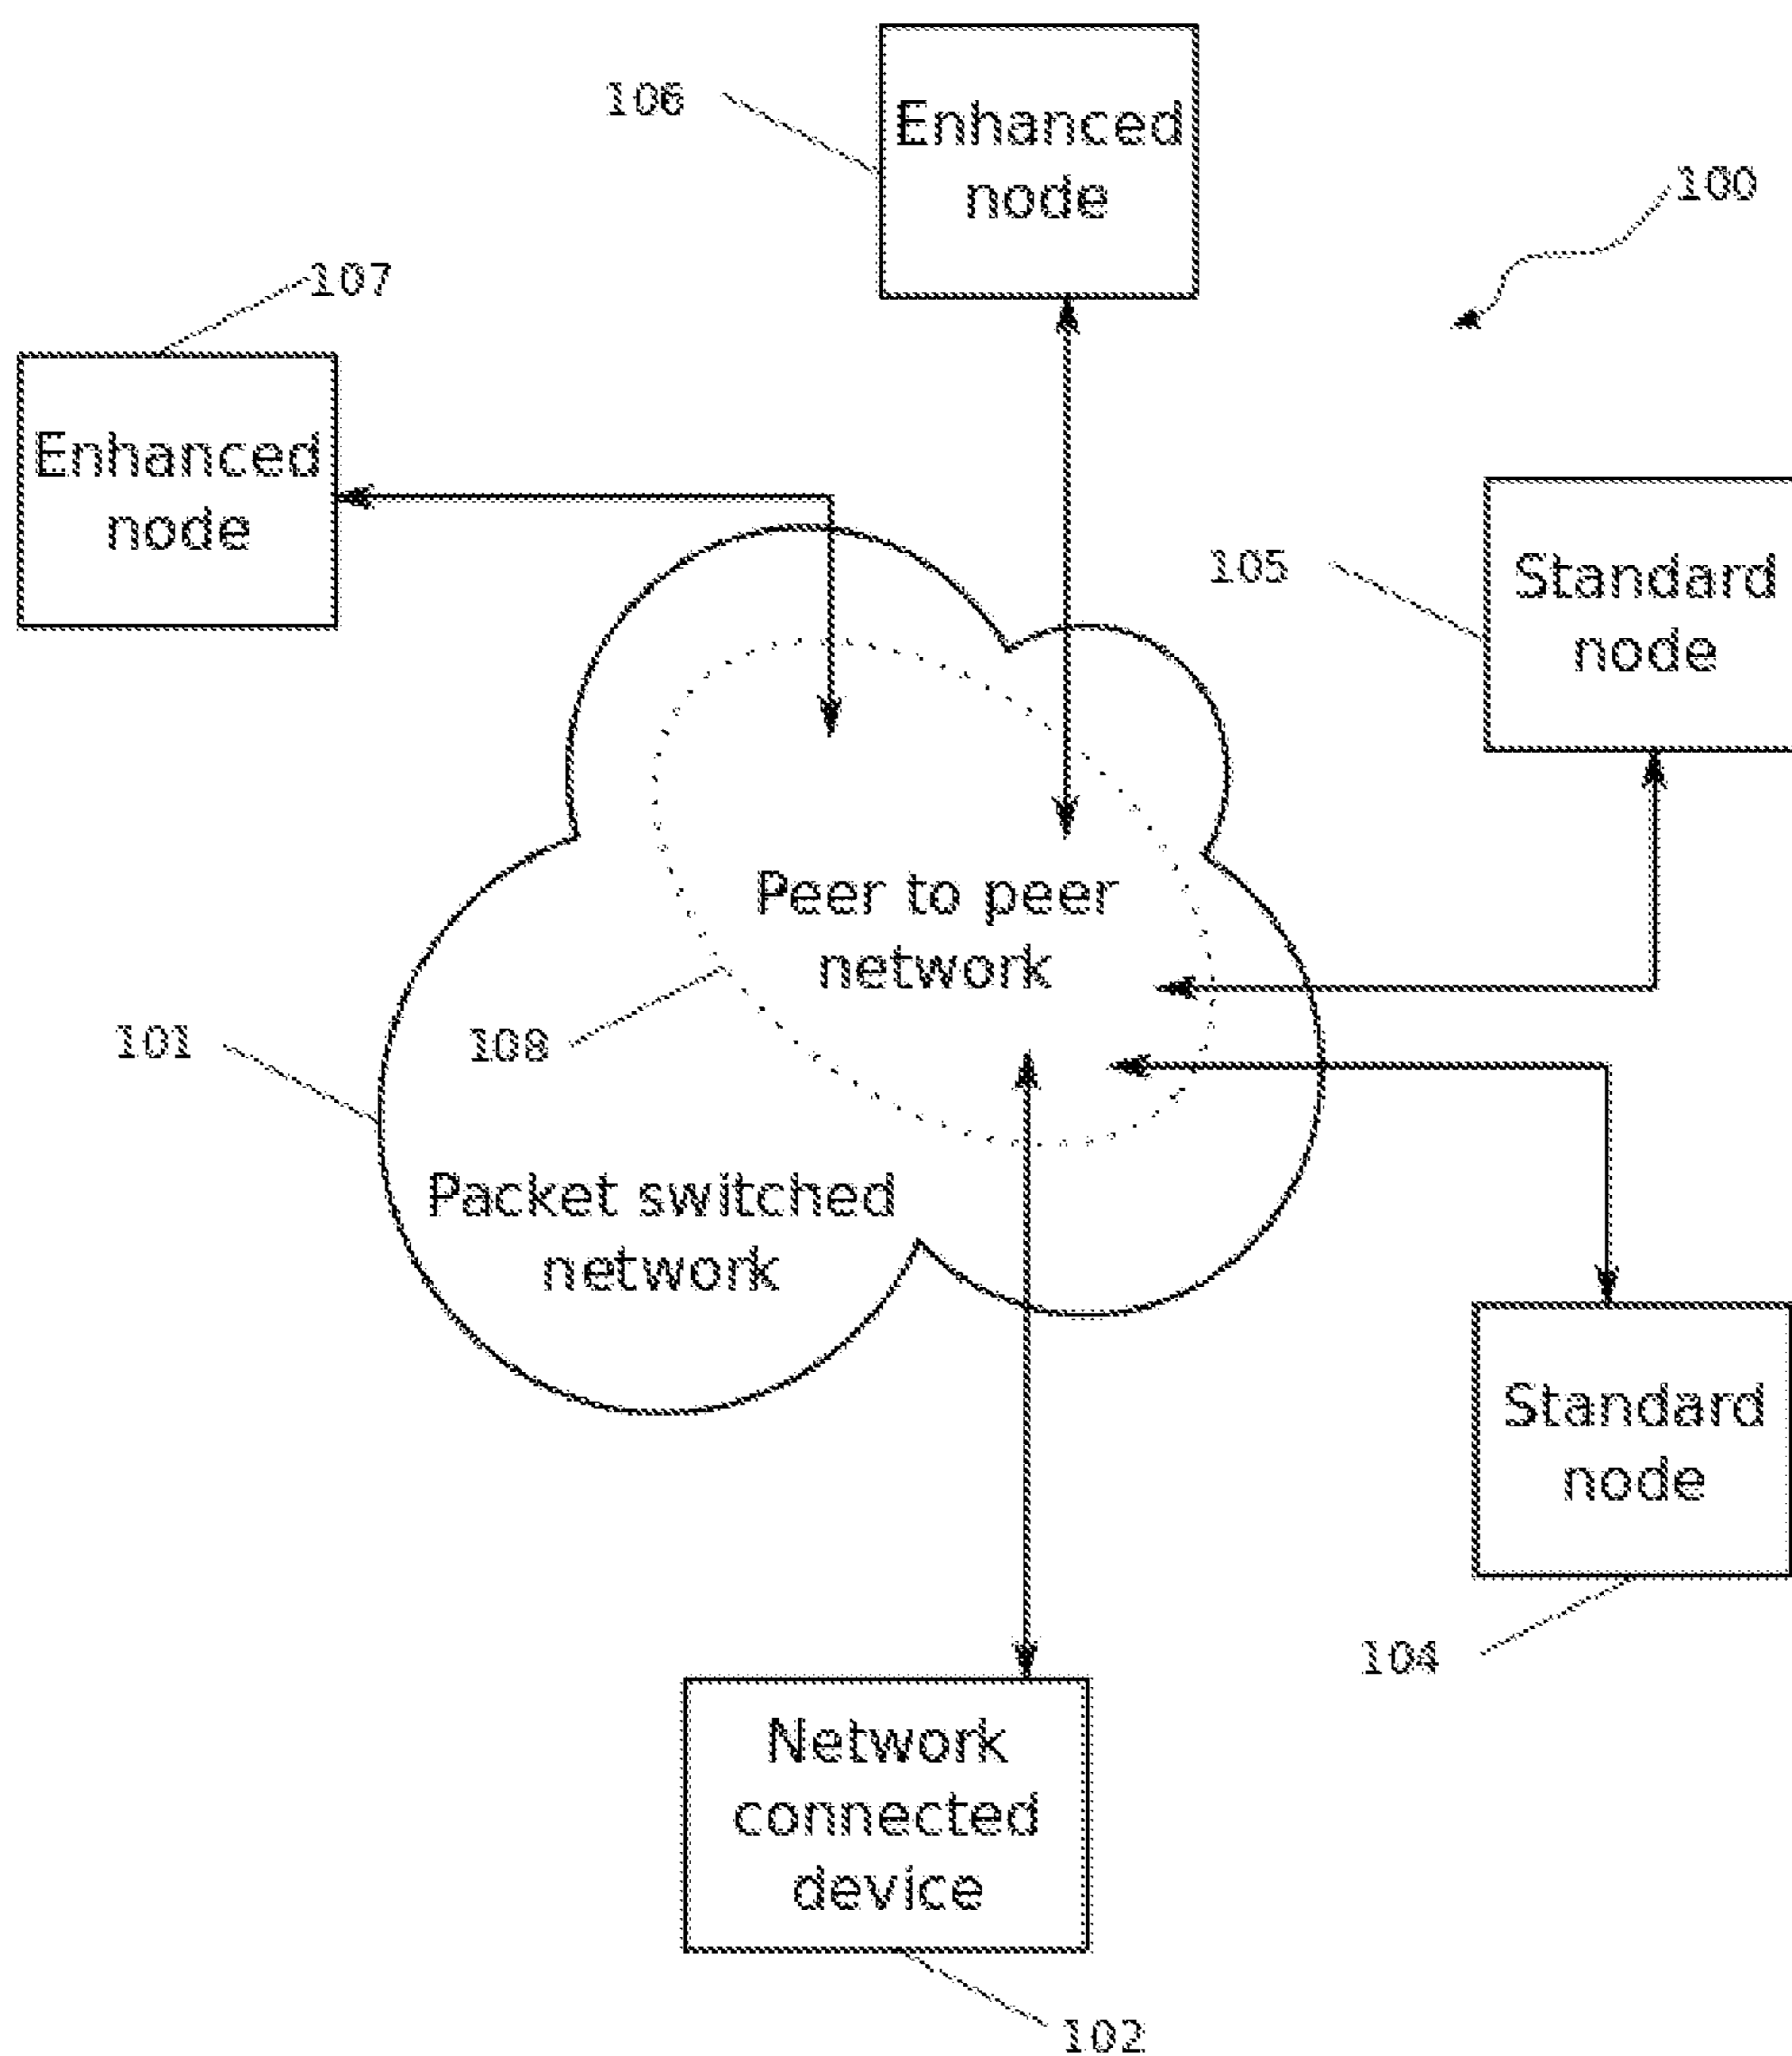 106
Enhanced
node
100
107
Enhanced
node
105
Standard
node
Peer to peer
network
101
108
Packet switched
network
Standard
node
104
Network
connected
device
102